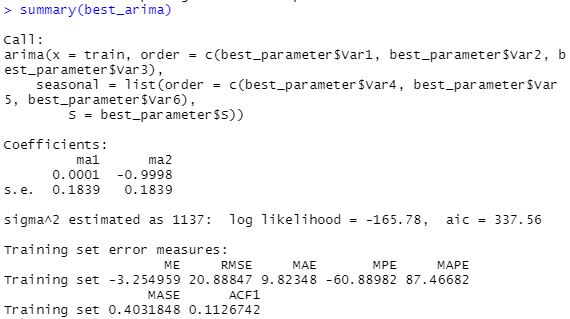 > summary(best_arima)
Call:
arima(x = train, order = c(best_parameter$Var1, best_parameter$Var2, b
est_parameter$Var3),
    seasonal = list(order = c(best_parameter$Var4, best_parameter$Var
5, best_parameter$Var6),
        S = best_parameter$S))
Coefficients:
         ma1      ma2
      0.0001  -0.9998
s.e.  0.1839   0.1839
sigma^2 estimated as 1137:  log likelihood = -165.78,  aic = 337.56
Training set error measures:
                    ME     RMSE     MAE       MPE     MAPE
Training set -3.254959 20.88847 9.82348 -60.88982 87.46682
                  MASE      ACF1
Training set 0.4031848 0.1126742